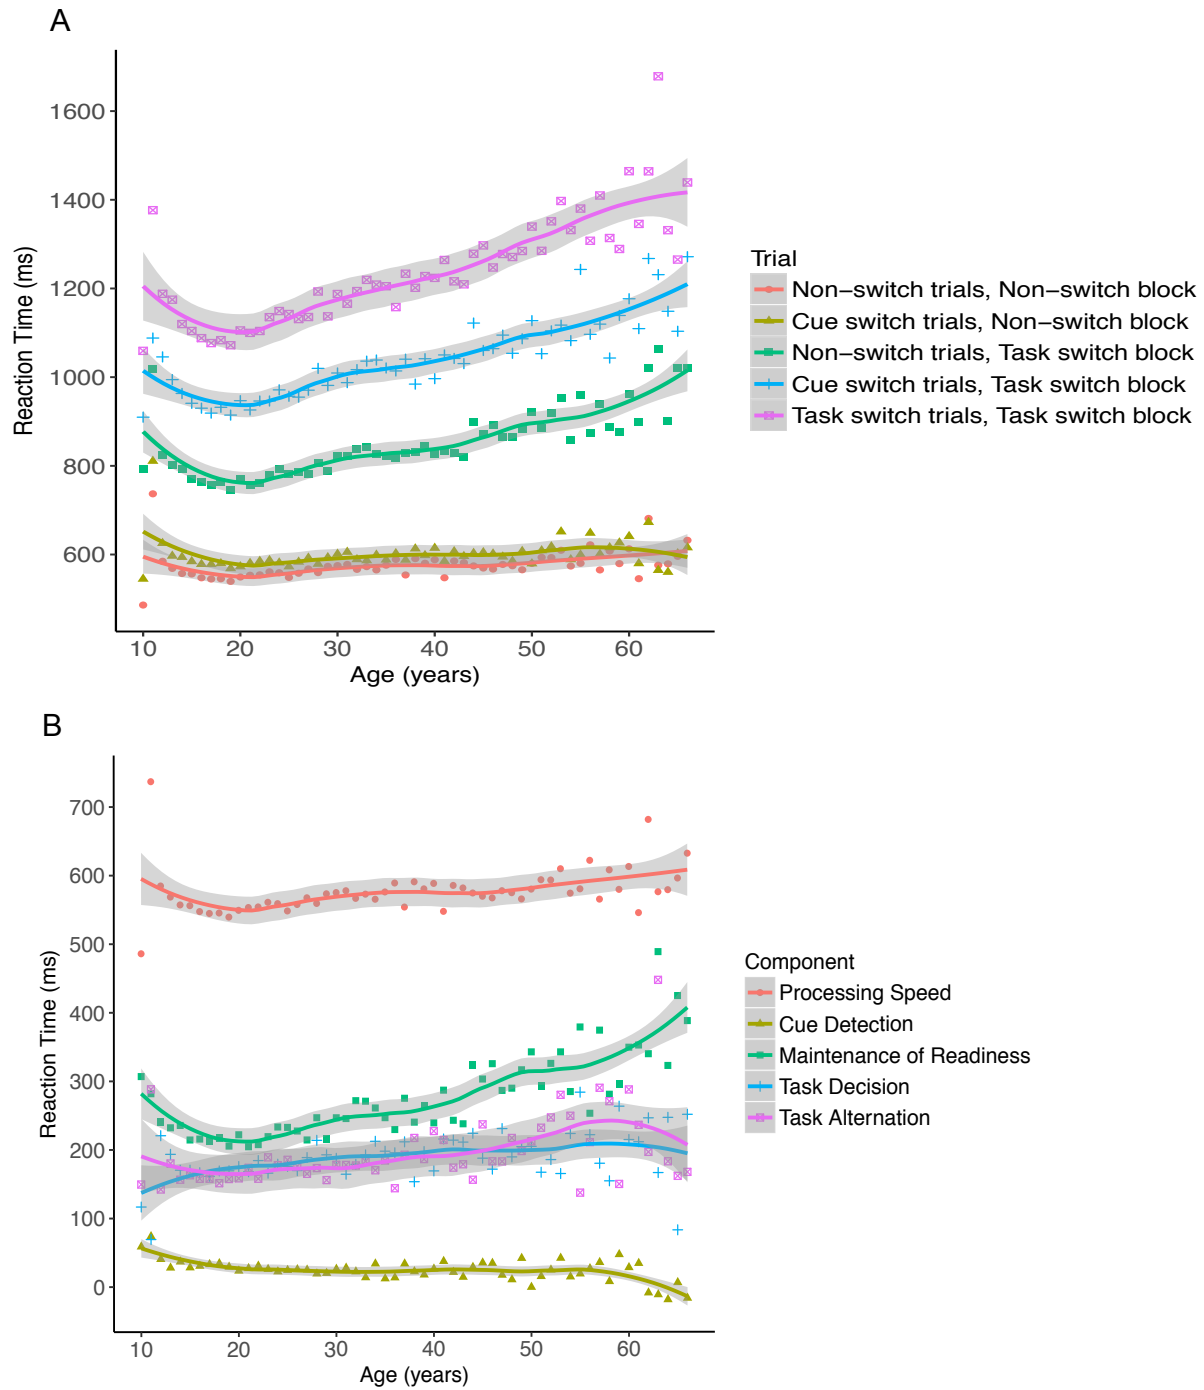 A
1600
1400
1200
1000
800
600
Reaction Time (ms)
10 20 30 40 50 60
Age (years)
Trial
Non−switch trials, Non−switch block
Cue switch trials, Non−switch block
Non−switch trials, Task switch block
Cue switch trials, Task switch block
Task switch trials, Task switch block
B
700
600
500
400
300
200
100
0
Reaction Time (ms)
10 20 30 40 50 60
Age (years)
Component
Processing Speed
Cue Detection
Maintenance of Readiness
Task Decision
Task Alternation